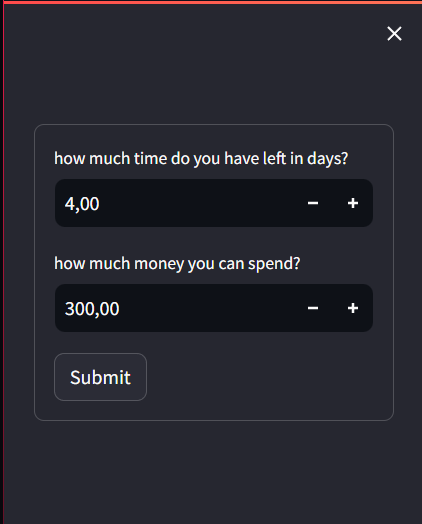 how much time do you have left in days?
4,00
how much money you can spend?
300,00
Submit